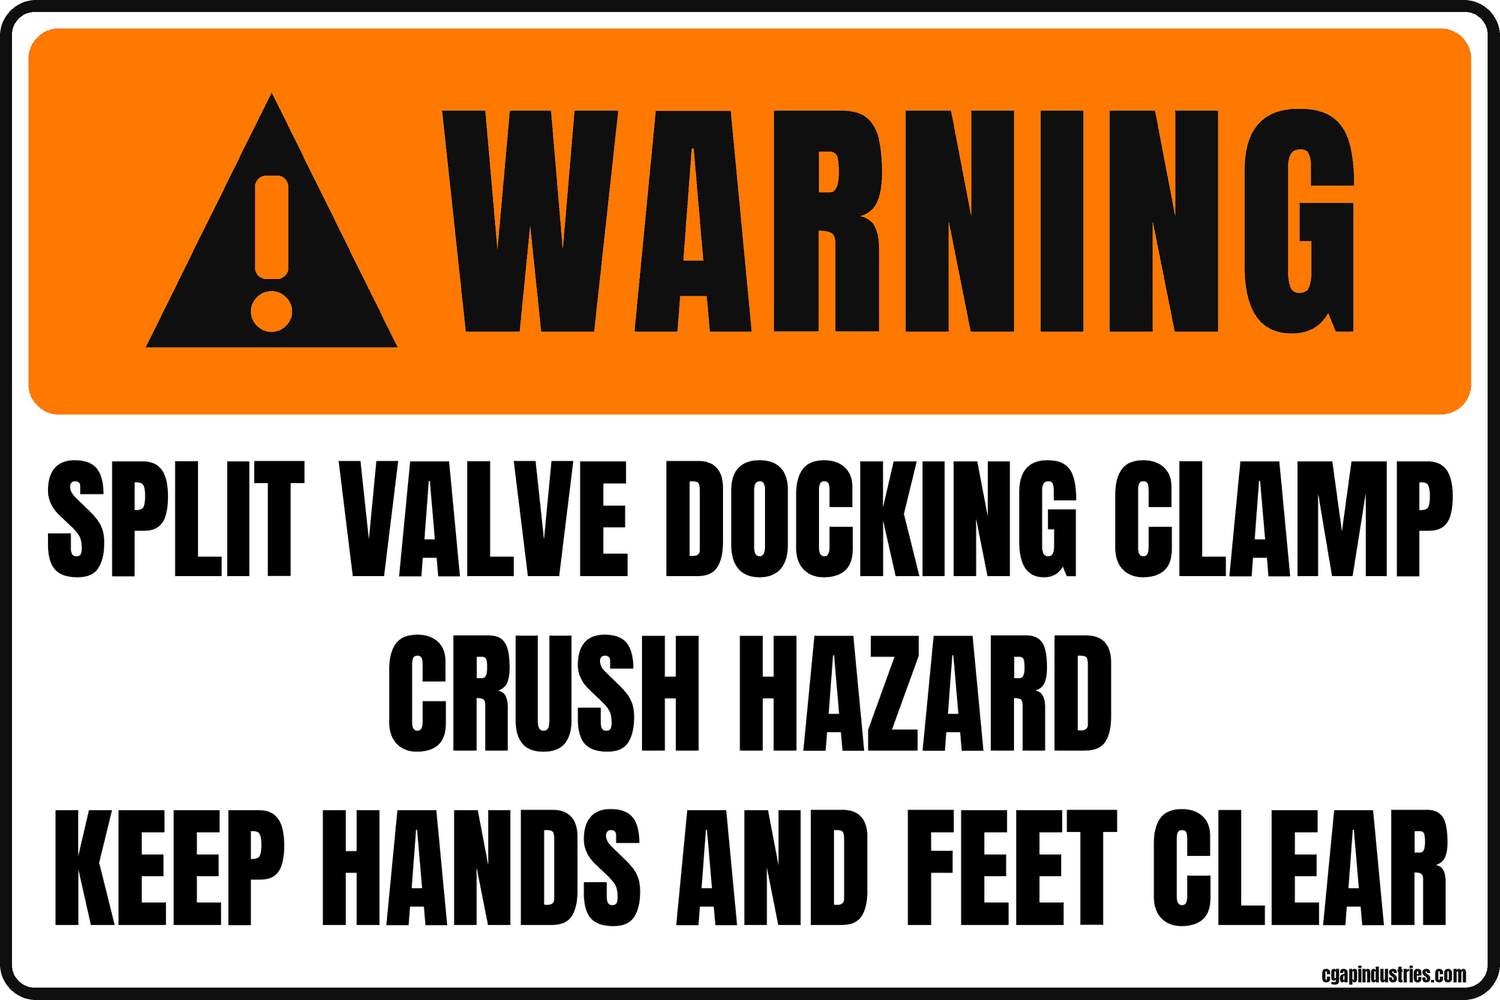 WARNING
SPLIT VALVE DOCKING CLAMP
CRUSH HAZARD
KEEP HANDS AND FEET CLEAR
cgapindustries.com